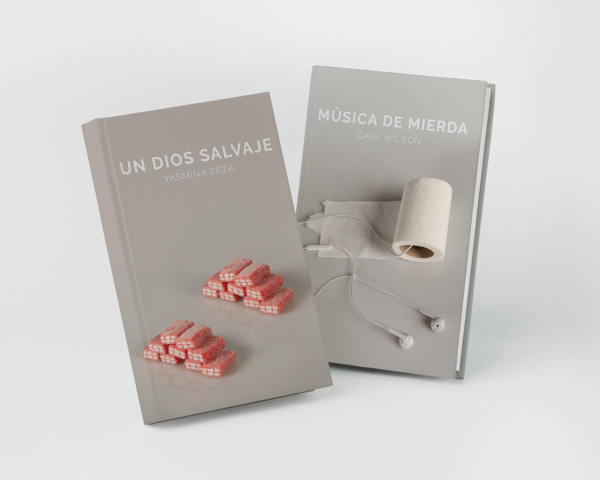 UN DIOS SALVAJE
YASMINA REZA
MÚSICA DE MIERDA
CARL WILSON